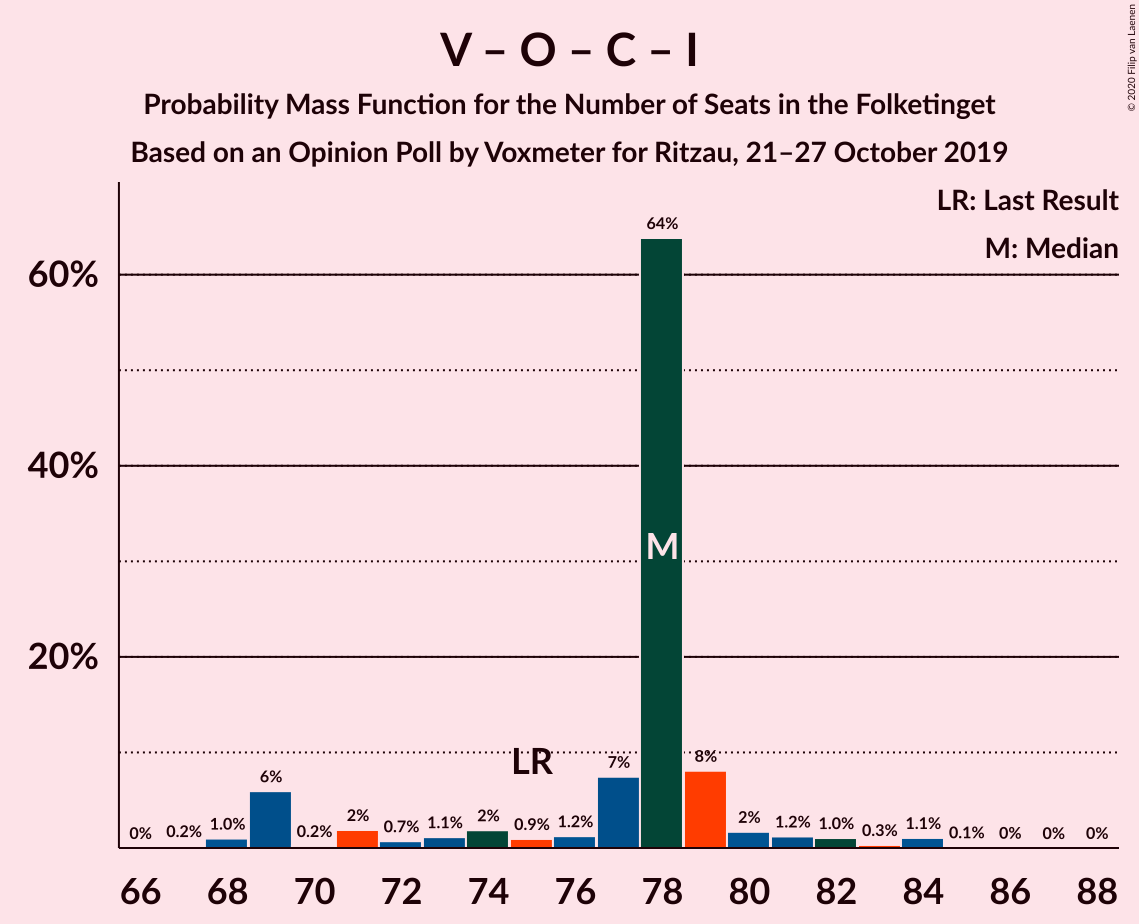 V – O – C – I
Probability Mass Function for the Number of Seats in the Folketinget
Based on an Opinion Poll by Voxmeter for Ritzau, 21–27 October 2019
© 2020 Filip van Laenen
LR: Last Result
M: Median
60%
40%
20%
0%
0.2%
1.0%
6%
0.2%
2%
0.7%
1.1%
2%
0.9%
1.2%
7%
64%
8%
2%
1.2%
1.0%
0.3%
1.1%
0.1%
0%
0%
0%
LR
M
66 68 70 72 74 76 78 80 82 84 86 88